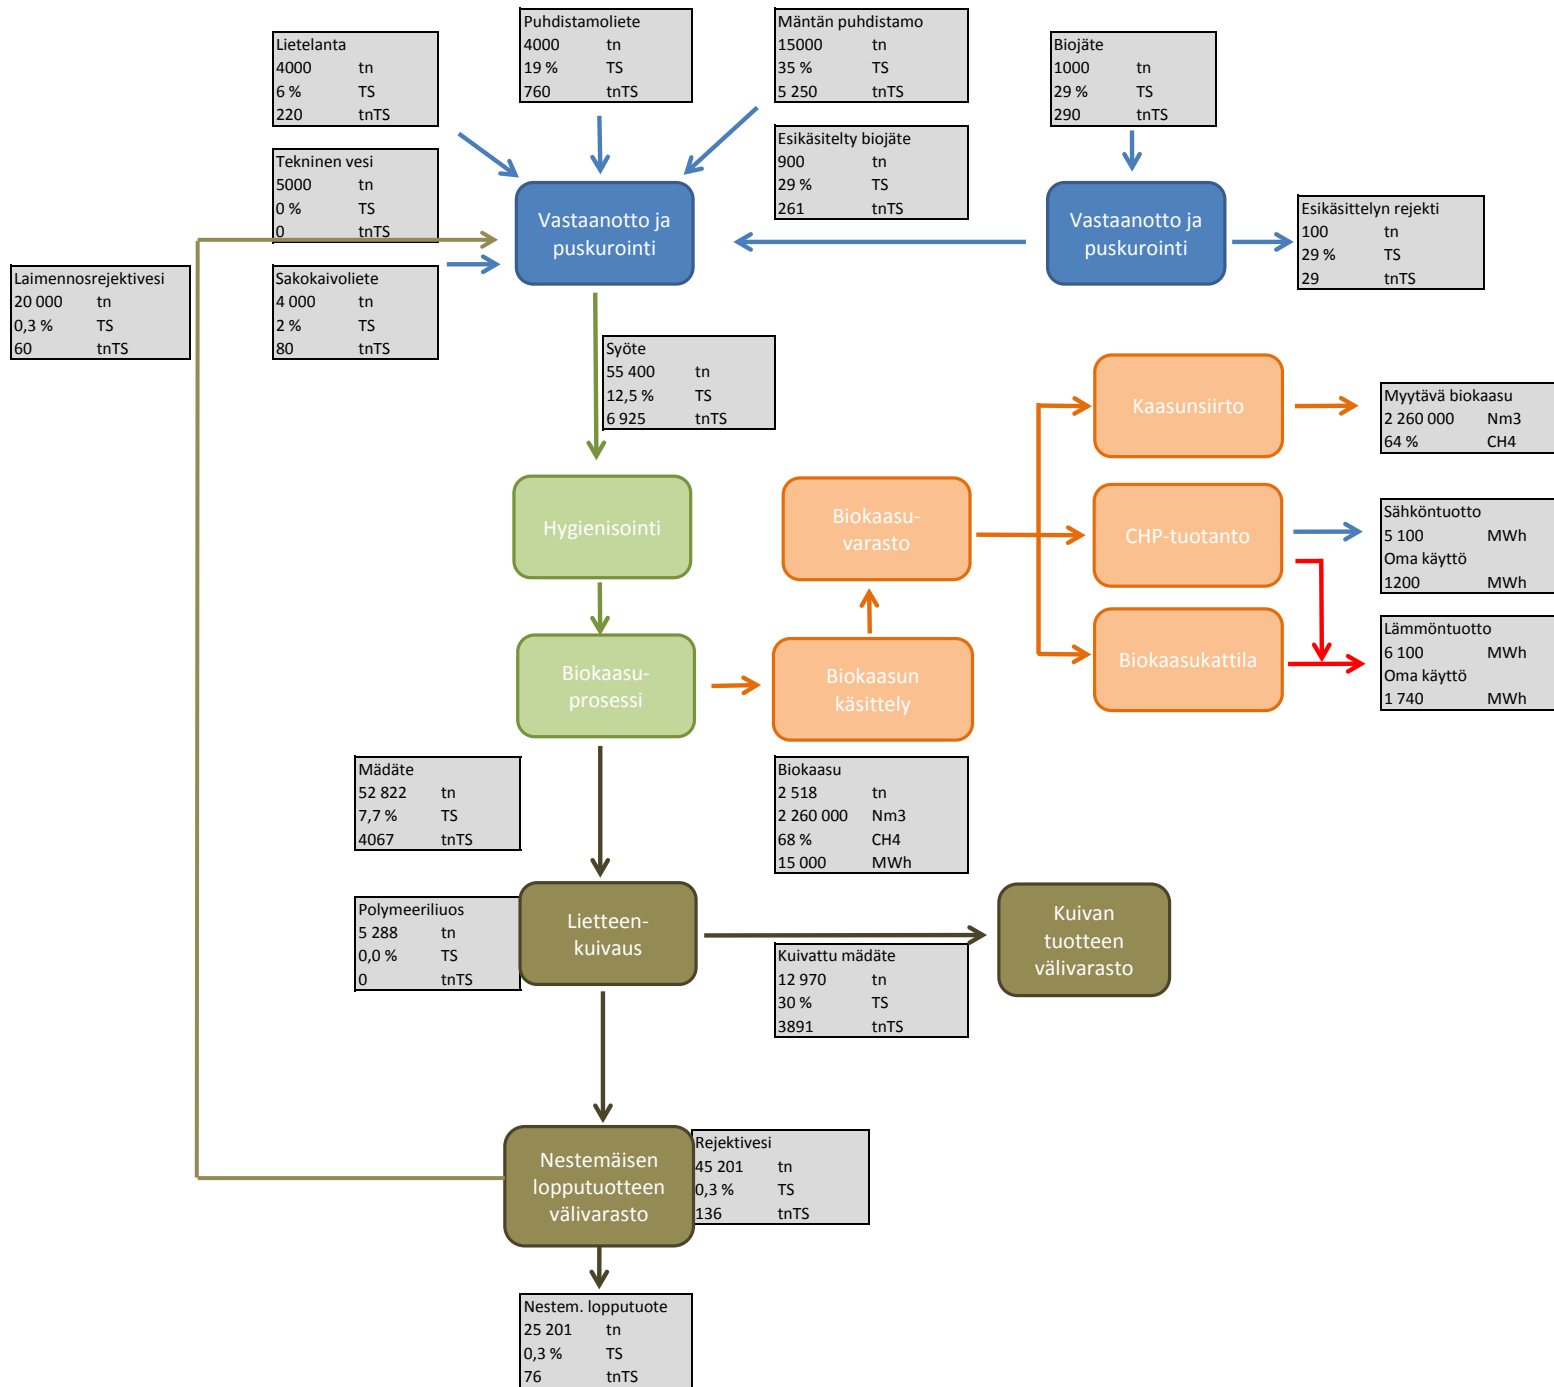 Puhdistamoliete
4000 tn
19 % TS
760 tnTS
Mäntän puhdistamo
15000 tn
35 % TS
5 250 tnTS
Lietelanta
4000 tn
6 % TS
220 tnTS
Biojäte
1000 tn
29 % TS
290 tnTS
Tekninen vesi
5000 tn
0 % TS
0 tnTS
Esikäsitelty biojäte
900 tn
29 % TS
261 tnTS
Vastaanotto ja
puskurointi
Vastaanotto ja
puskurointi
Esikäsittelyn rejekti
100 tn
29 % TS
29 tnTS
Laimennosrejektivesi
20 000 tn
0,3 % TS
60 tnTS
Sakokaivoliete
4 000 tn
2 % TS
80 tnTS
Syöte
55 400 tn
12,5 % TS
6 925 tnTS
Kaasunsiirto
Myytävä biokaasu
2 260 000 Nm3
64 % CH4
Hygienisointi
Biokaasu-
varasto
CHP-tuotanto
Sähköntuotto
5 100 MWh
Oma käyttö
1200 MWh
Biokaasu-
prosessi
Biokaasun
käsittely
Biokaasukattila
Lämmöntuotto
6 100 MWh
Oma käyttö
1 740 MWh
Mädäte
52 822 tn
7,7 % TS
4067 tnTS
Biokaasu
2 518 tn
2 260 000 Nm3
68 % CH4
15 000 MWh
Polymeeriliuos
5 288 tn
0,0 % TS
0 tnTS
Lietteen-
kuivaus
Kuivan
tuotteen
välivarasto
Kuivattu mädäte
12 970 tn
30 % TS
3891 tnTS
Nestemäisen
lopputuotteen
välivarasto
Rejektivesi
45 201 tn
0,3 % TS
136 tnTS
Nestem. lopputuote
25 201 tn
0,3 % TS
76 tnTS